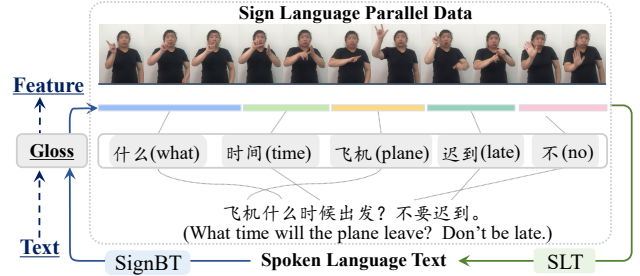 Sign Language Parallel Data
Feature
Gloss
什么(what) 时间(time) 飞机(plane) 迟到(late) 不(no)
飞机什么时候出发？不要迟到。
(What time will the plane leave? Don't be late.)
Text
SignBT
Spoken Language Text
SLT